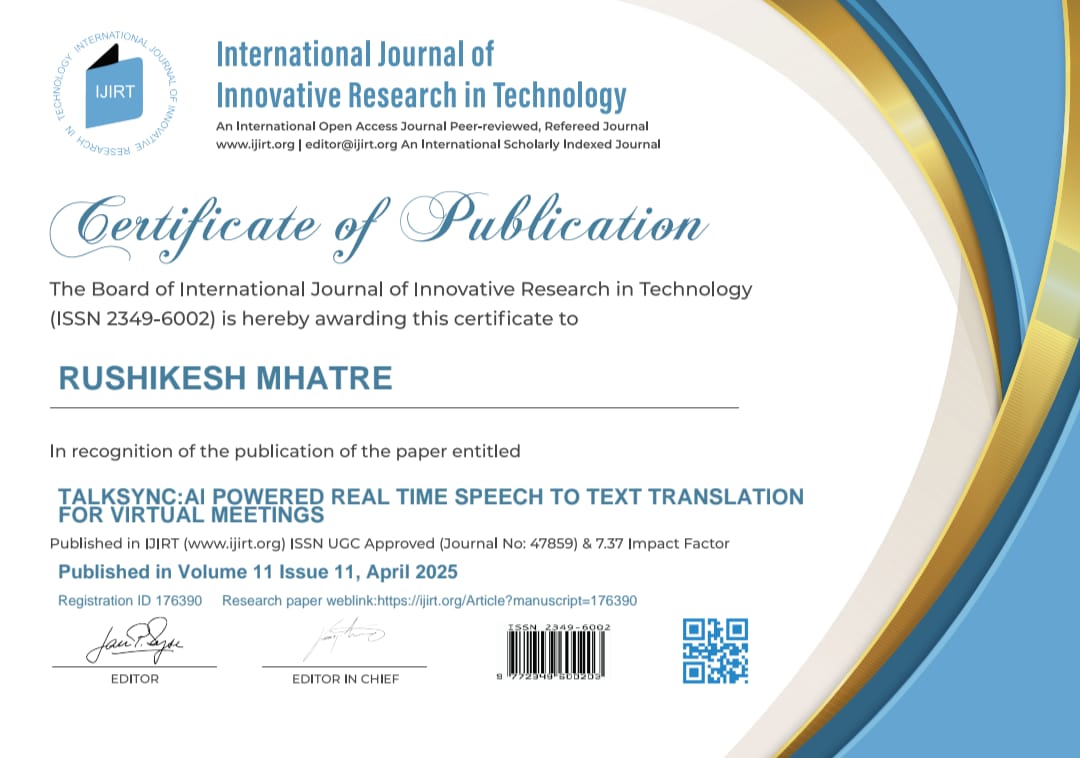 INTERNATIONAL JOURNAL OF INNOVATIVE RESEARCH IN TECHNOLOGY
IJIRT
International Journal of
Innovative Research in Technology
An International Open Access Journal Peer-reviewed, Refereed Journal
www.ijirt.org | editor@ijirt.org An International Scholarly Indexed Journal
Certificate of Publication
The Board of International Journal of Innovative Research in Technology
(ISSN 2349-6002) is hereby awarding this certificate to
RUSHIKESH MHATRE
In recognition of the publication of the paper entitled
TALKSYNC:AI POWERED REAL TIME SPEECH TO TEXT TRANSLATION
FOR VIRTUAL MEETINGS
Published in IJIRT (www.ijirt.org) ISSN UGC Approved (Journal No: 47859) & 7.37 Impact Factor
Published in Volume 11 Issue 11, April 2025
Registration ID 176390 Research paper weblink:https://ijirt.org/Article?manuscript=176390
ISSN 2349-6002
EDITOR
EDITOR IN CHIEF